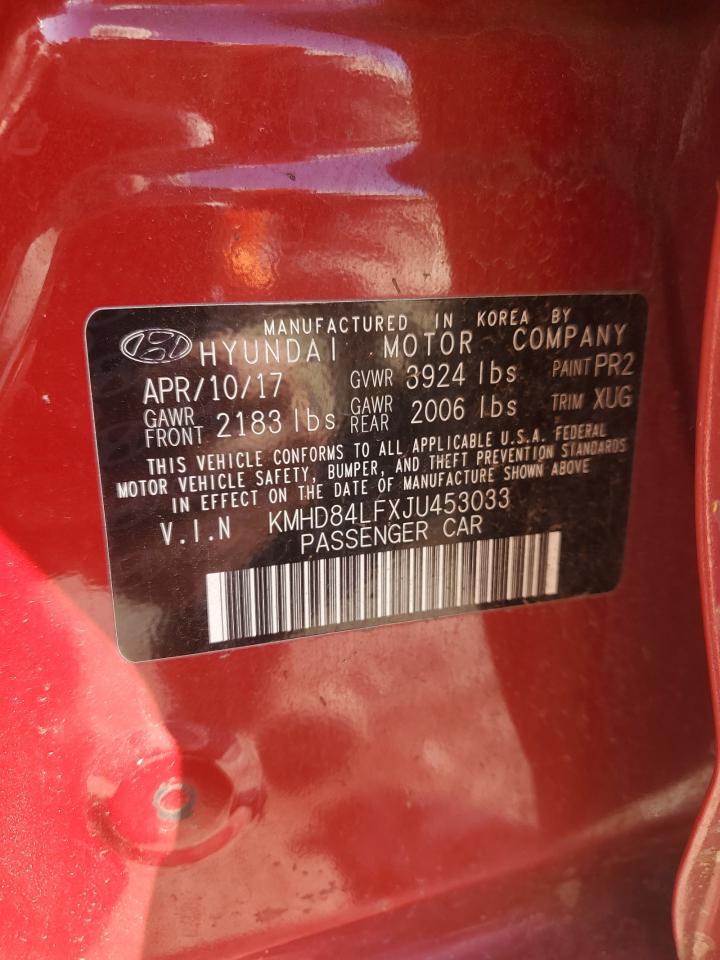 MANUFACTURED IN KOREA BY
HYUNDAI MOTOR COMPANY
APR/10/17 GVWR 3924 lbs PAINT PR2
GAWR FRONT 2183 lbs GAWR REAR 2006 lbs TRIM XUG
THIS VEHICLE CONFORMS TO ALL APPLICABLE U.S.A. FEDERAL
MOTOR VEHICLE SAFETY, BUMPER, AND THEFT PREVENTION STANDARDS
IN EFFECT ON THE DATE OF MANUFACTURE SHOWN ABOVE
V.I.N KMHD84LFXJU453033
PASSENGER CAR